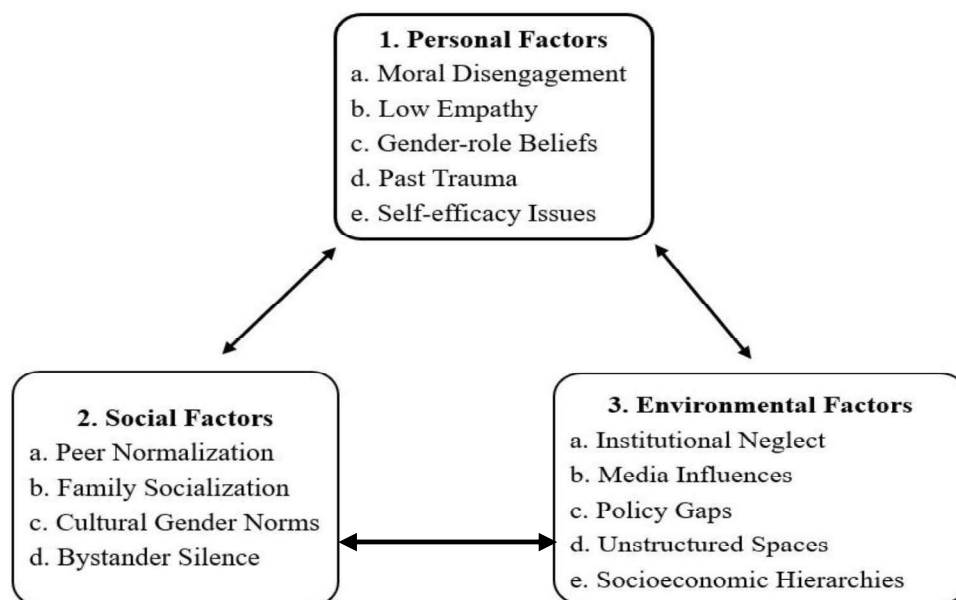 1. Personal Factors
a. Moral Disengagement
b. Low Empathy
c. Gender-role Beliefs
d. Past Trauma
e. Self-efficacy Issues
2. Social Factors
a. Peer Normalization
b. Family Socialization
c. Cultural Gender Norms
d. Bystander Silence
3. Environmental Factors
a. Institutional Neglect
b. Media Influences
c. Policy Gaps
d. Unstructured Spaces
e. Socioeconomic Hierarchies